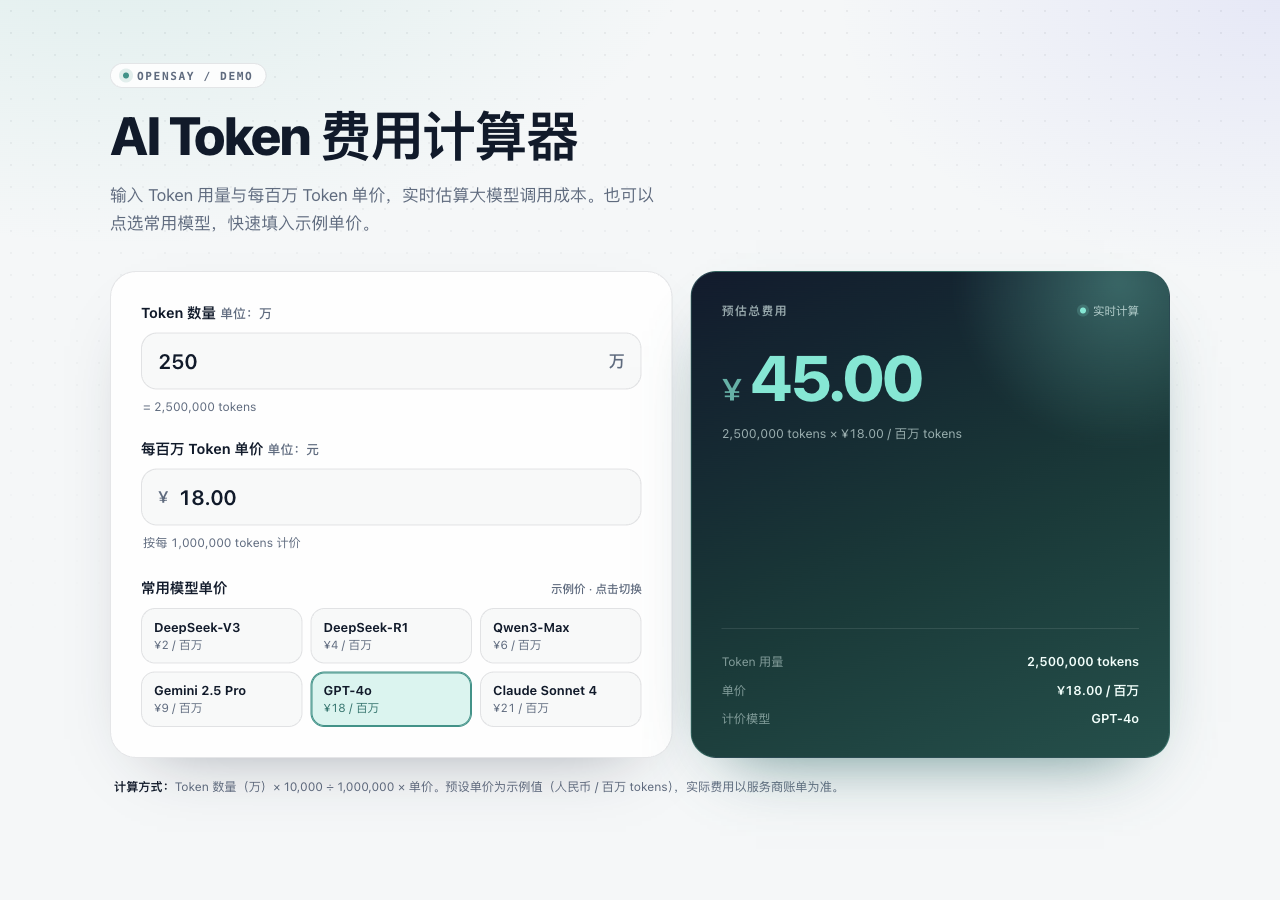 OPENSAY / DEMO
AI Token 费用计算器
输入 Token 用量与每百万 Token 单价，实时估算大模型调用成本。也可以
点选常用模型，快速填入示例单价。
Token 数量 单位：万
250 万
= 2,500,000 tokens
每百万 Token 单价 单位：元
¥ 18.00
按每 1,000,000 tokens 计价
常用模型单价 示例价 · 点击切换
DeepSeek-V3
¥2 / 百万
DeepSeek-R1
¥4 / 百万
Qwen3-Max
¥6 / 百万
Gemini 2.5 Pro
¥9 / 百万
GPT-4o
¥18 / 百万
Claude Sonnet 4
¥21 / 百万
预估总费用 实时计算
¥ 45.00
2,500,000 tokens × ¥18.00 / 百万 tokens
Token 用量 2,500,000 tokens
单价 ¥18.00 / 百万
计价模型 GPT-4o
计算方式：Token 数量（万）× 10,000 ÷ 1,000,000 × 单价。预设单价为示例值（人民币 / 百万 tokens），实际费用以服务商账单为准。